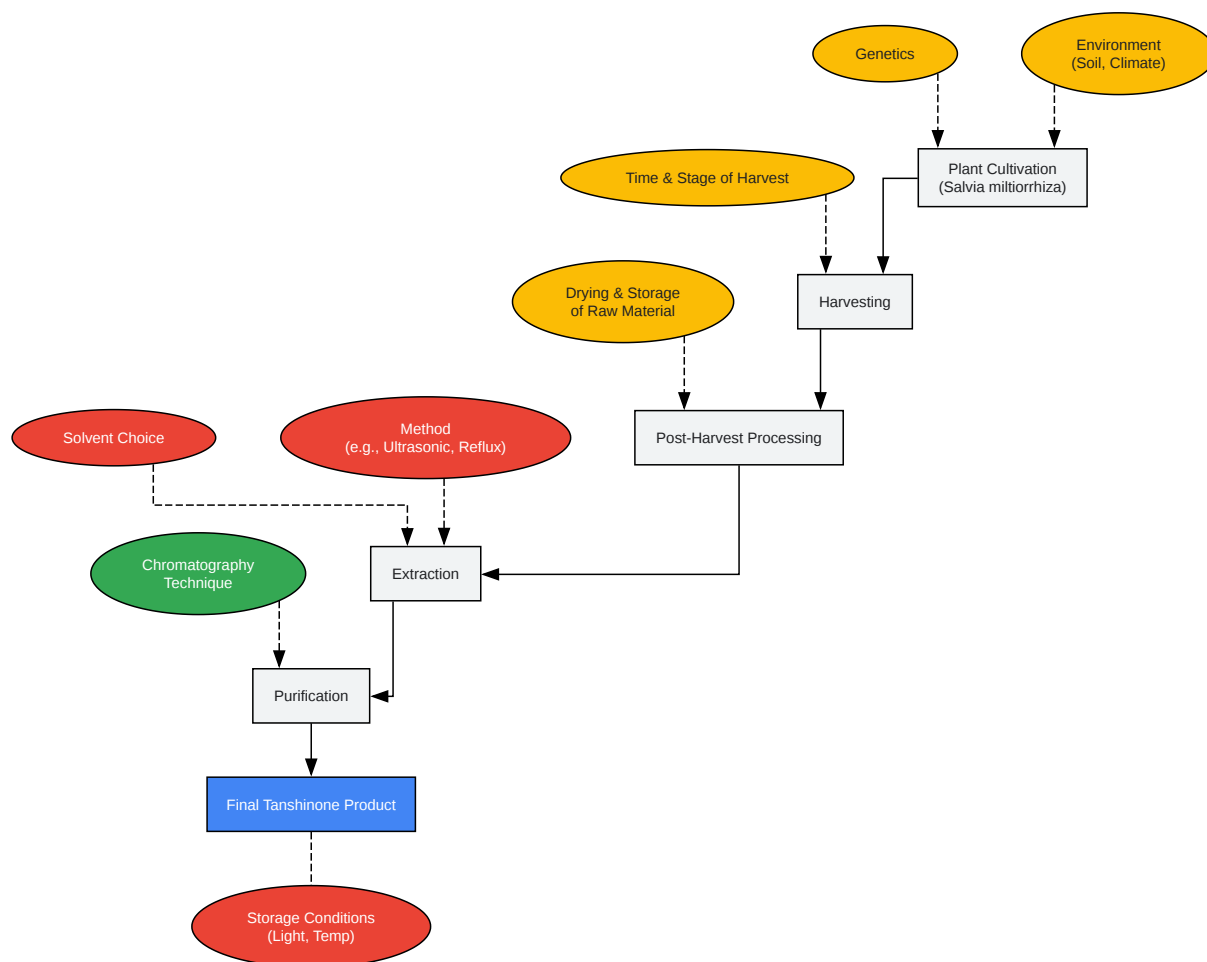 Genetics
Environment
(Soil, Climate)
Plant Cultivation
(Salvia miltiorrhiza)
Time & Stage of Harvest
Harvesting
Drying & Storage
of Raw Material
Post-Harvest Processing
Solvent Choice
Method
(e.g., Ultrasonic, Reflux)
Extraction
Chromatography
Technique
Purification
Final Tanshinone Product
Storage Conditions
(Light, Temp)